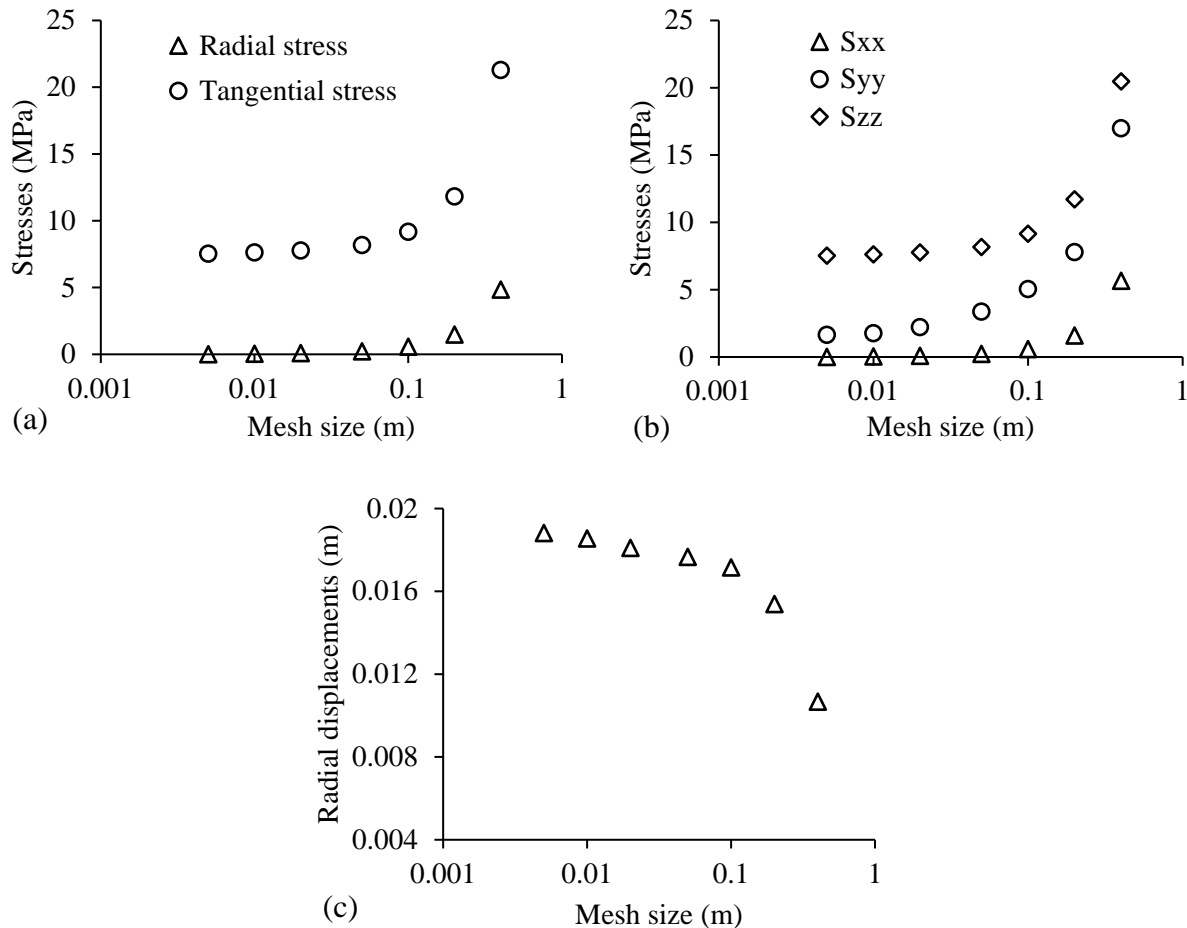 25
20
15
10
5
0
Stresses (MPa)
Radial stress
Tangential stress
0.001 0.01 0.1 1
Mesh size (m)
(a)
25
20
15
10
5
0
Stresses (MPa)
Sxx
Syy
Szz
0.001 0.01 0.1 1
Mesh size (m)
(b)
0.02
0.016
0.012
0.008
0.004
Radial displacements (m)
0.001 0.01 0.1 1
Mesh size (m)
(c)